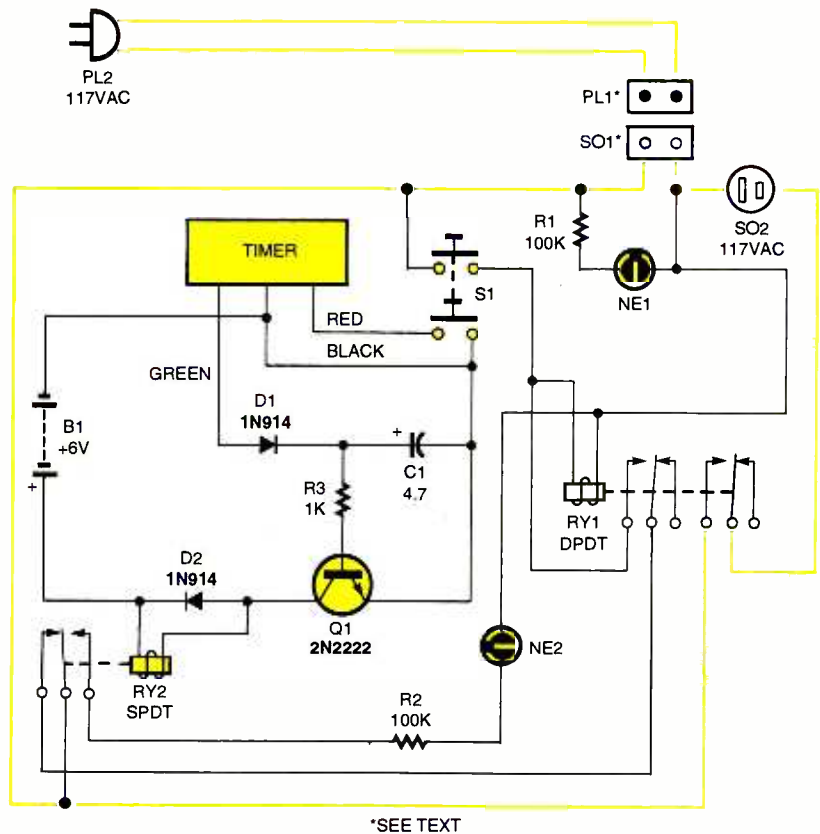 PL2
117VAC
PL1*
SO1*
SO2
117VAC
R1
100K
NE1
TIMER
S1
RED
BLACK
GREEN
B1
+6V
+
D1
1N914
+
C1
4.7
R3
1K
RY1
DPDT
D2
1N914
Q1
2N2222
NE2
RY2
SPDT
R2
100K
*SEE TEXT